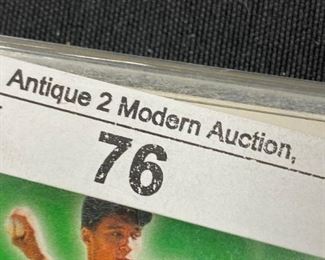 Antique 2 Modern Auction,
76